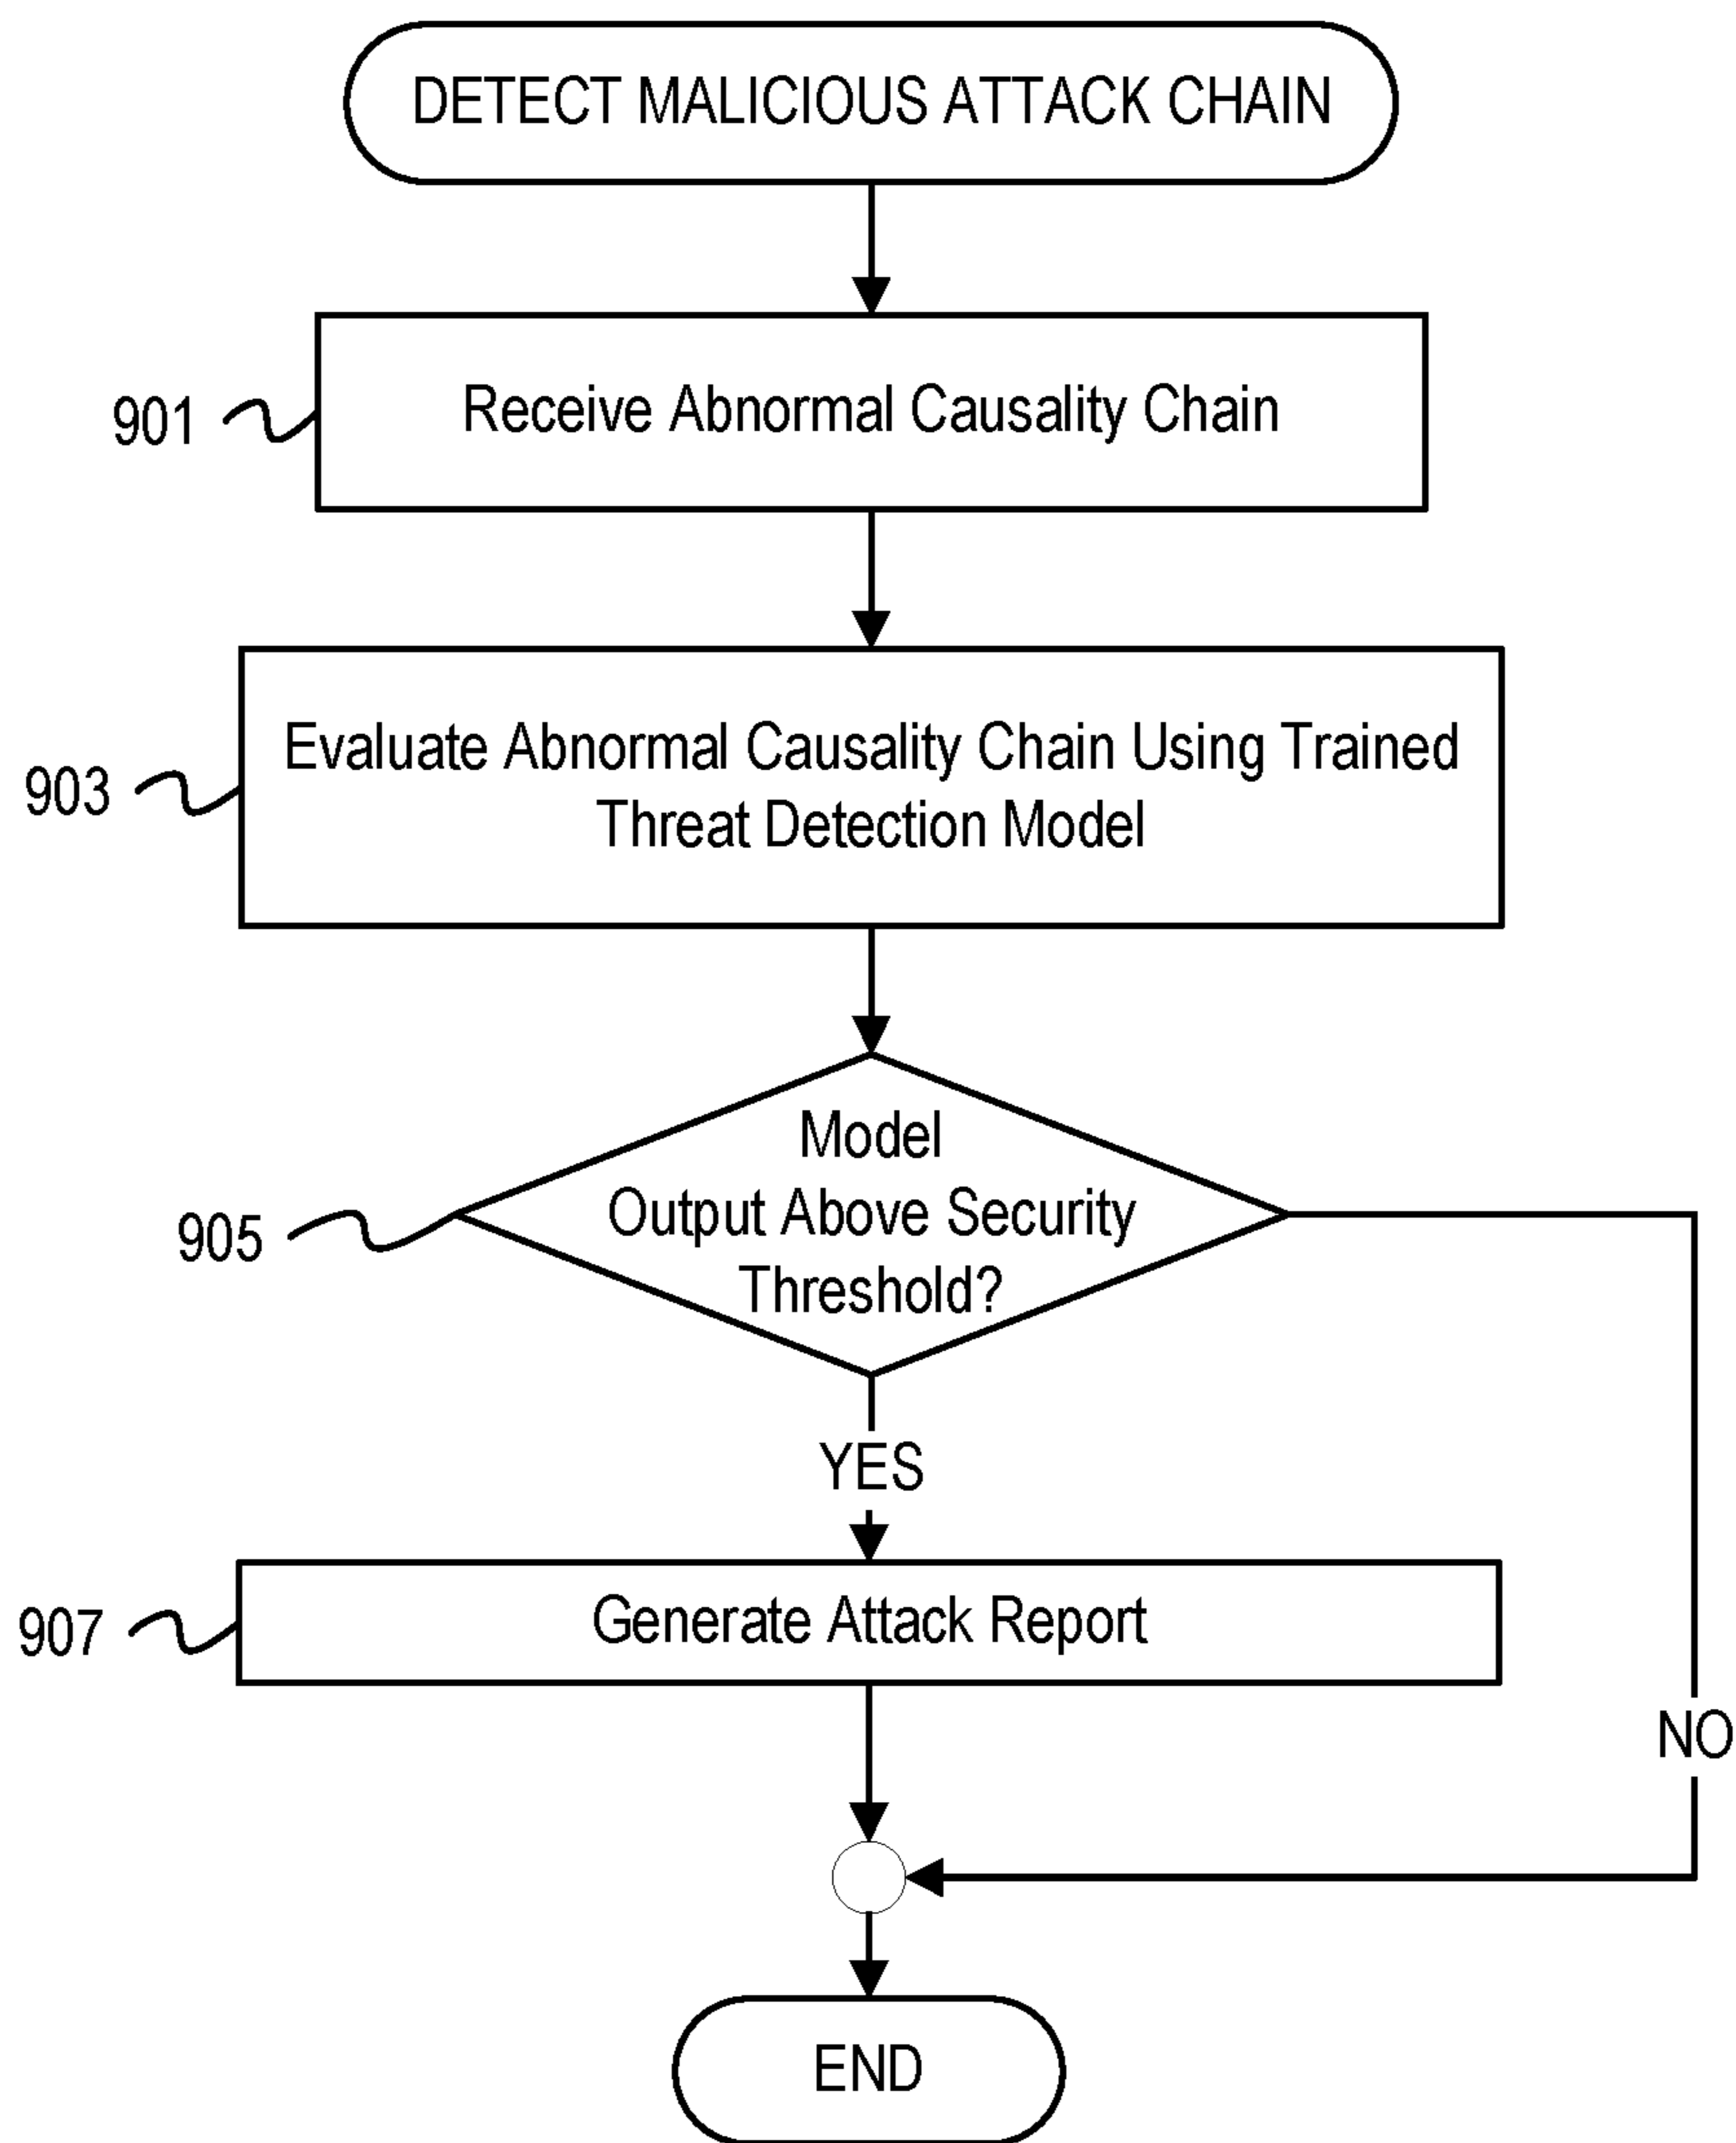 DETECT MALICIOUS ATTACK CHAIN
901
Receive Abnormal Causality Chain
903
Evaluate Abnormal Causality Chain Using Trained
Threat Detection Model
905
Model
Output Above Security
Threshold?
YES
907
Generate Attack Report
NO
END